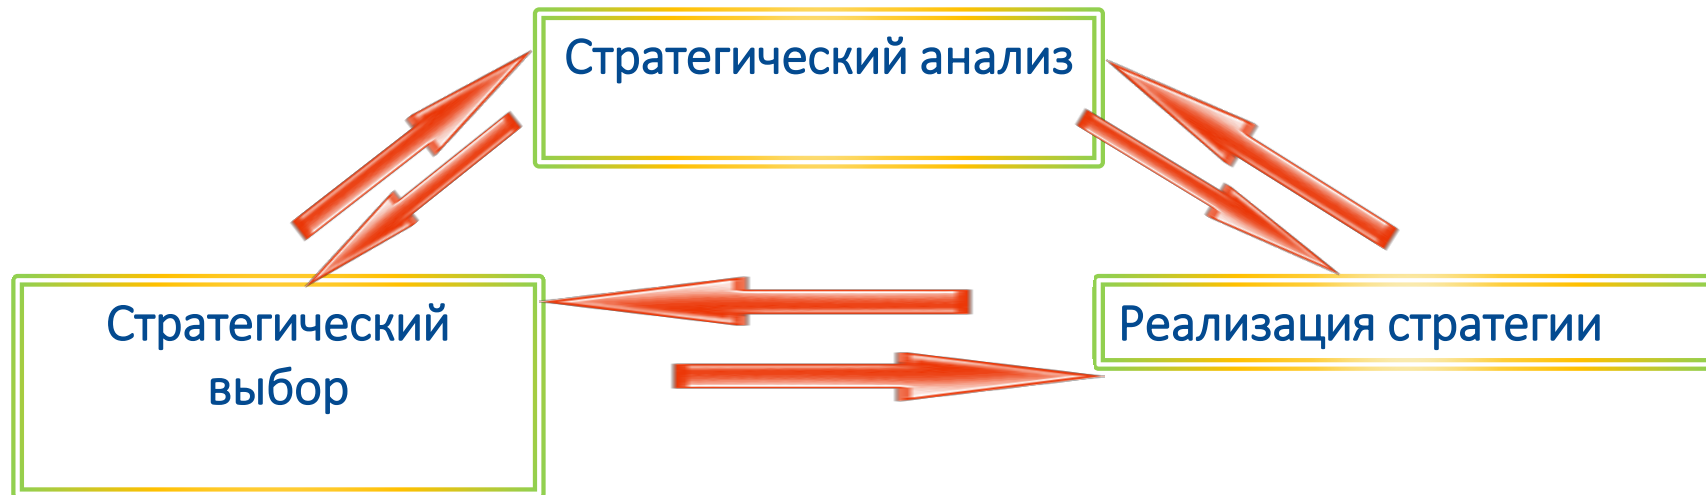 Стратегический анализ
Стратегический
выбор
Реализация стратегии